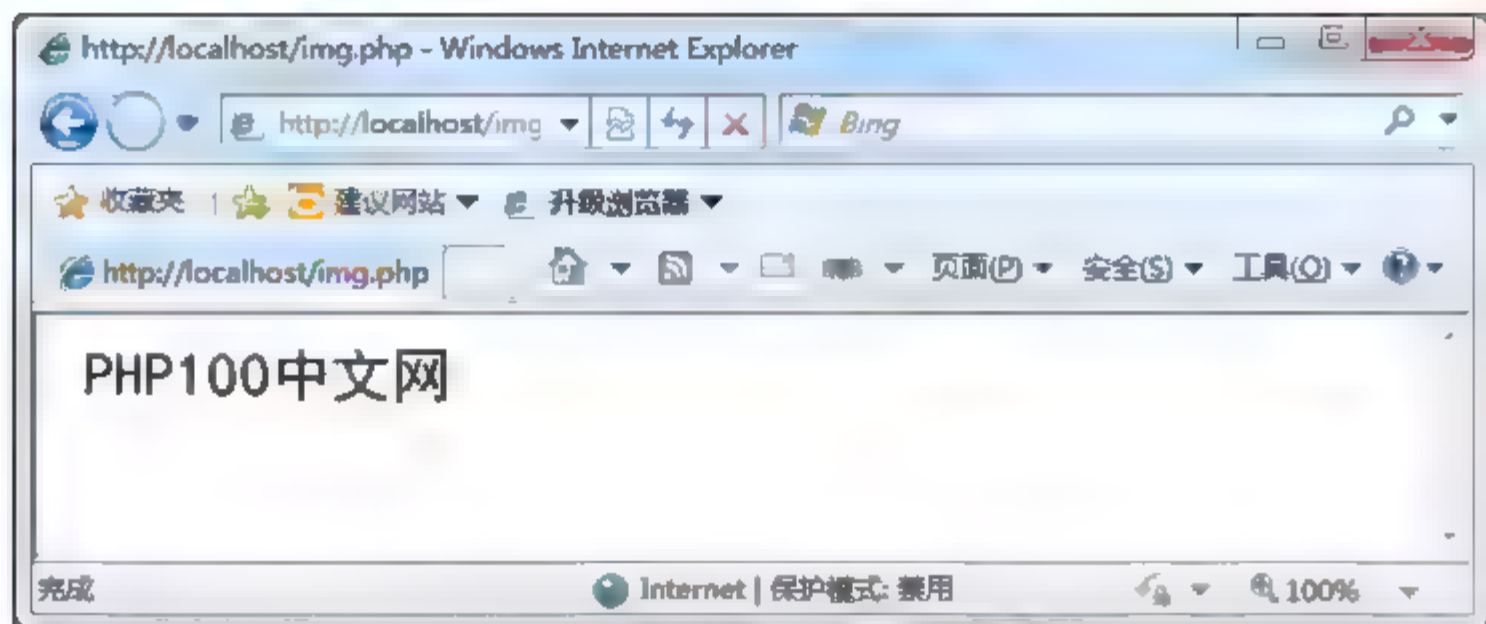 http://localhost/img.php - Windows Internet Explorer
http://localhost/img Bing
收藏夹 建议网站 升级浏览器
http://localhost/img.php 页面(P) 安全(S) 工具(O)
PHP100中文网
完成 Internet | 保护模式: 禁用 100%